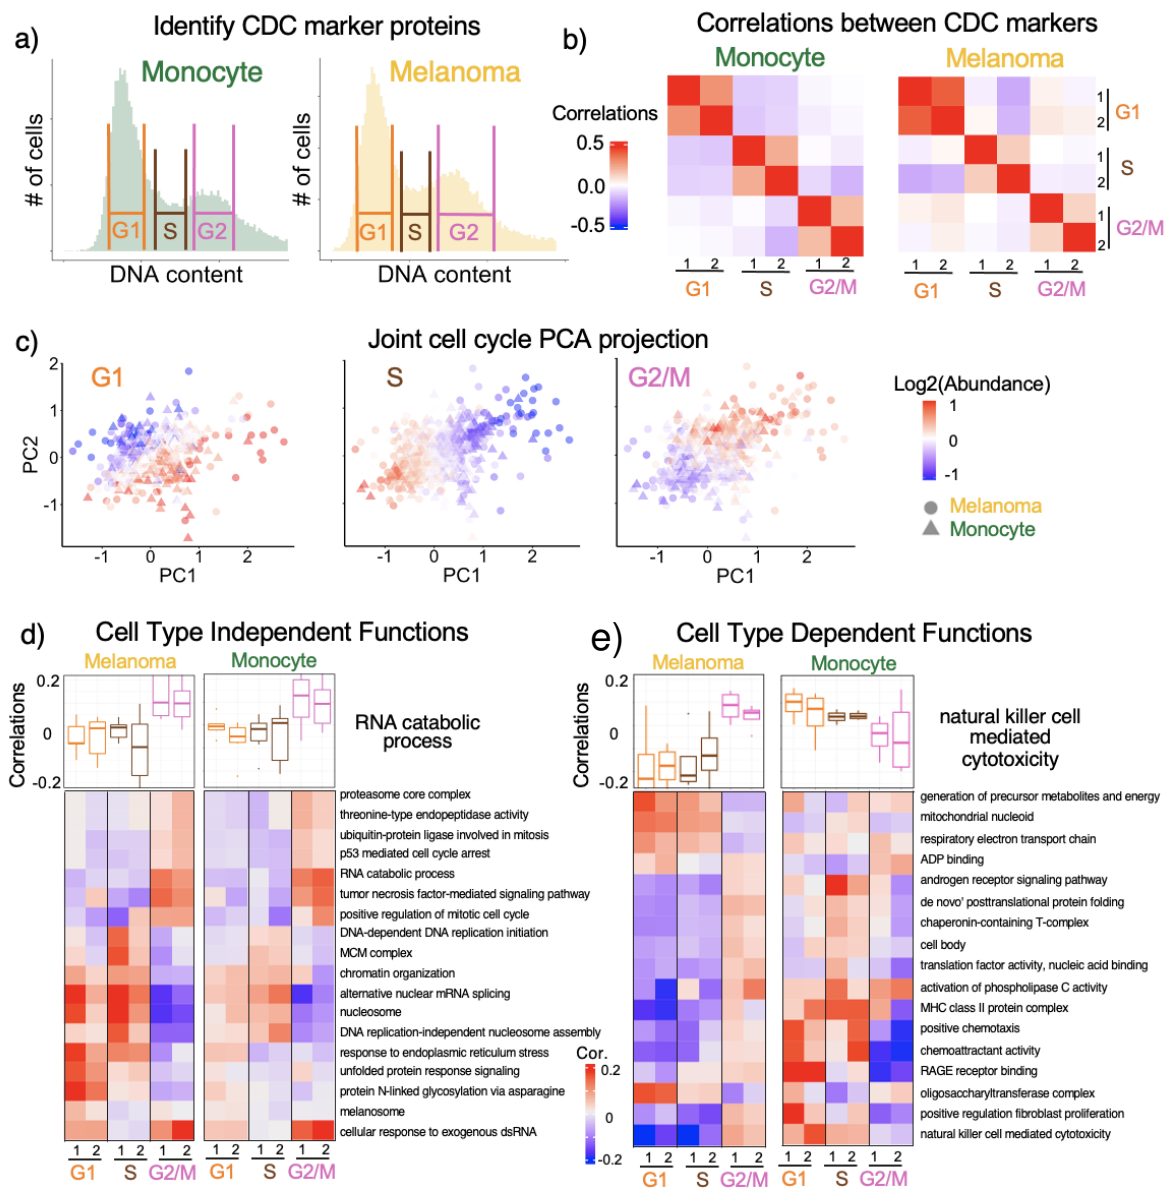 Identify CDC marker proteins
a)
Monocyte
Melanoma
# of cells
G1
S
G2
DNA content
# of cells
G1
S
G2
DNA content
Correlations between CDC markers
b)
Monocyte
Melanoma
Correlations
0.5
0.0
-0.5
1
2
G1
1
2
S
1
2
G2/M
1 2 1 2 1 2
G1 S G2/M
1 2 1 2 1 2
G1 S G2/M
c)
Joint cell cycle PCA projection
G1
S
G2/M
PC2
2
1
0
-1
-1 0 1 2
PC1
-1 0 1 2
PC1
-1 0 1 2
PC1
Log2(Abundance)
1
0
-1
Melanoma
Monocyte
d)
Cell Type Independent Functions
Melanoma
Monocyte
Correlations
0.2
0
-0.2
RNA catabolic
process
proteasome core complex
threonine-type endopeptidase activity
ubiquitin-protein ligase involved in mitosis
p53 mediated cell cycle arrest
RNA catabolic process
tumor necrosis factor-mediated signaling pathway
positive regulation of mitotic cell cycle
DNA-dependent DNA replication initiation
MCM complex
chromatin organization
alternative nuclear mRNA splicing
nucleosome
DNA replication-independent nucleosome assembly
response to endoplasmic reticulum stress
unfolded protein response signaling
protein N-linked glycosylation via asparagine
melanosome
cellular response to exogenous dsRNA
1 2 1 2 1 2
G1 S G2/M
1 2 1 2 1 2
G1 S G2/M
Cor.
0.2
0
-0.2
e)
Cell Type Dependent Functions
Melanoma
Monocyte
Correlations
0.2
0
-0.2
natural killer cell
mediated
cytotoxicity
generation of precursor metabolites and energy
mitochondrial nucleoid
respiratory electron transport chain
ADP binding
androgen receptor signaling pathway
de novo' posttranslational protein folding
chaperonin-containing T-complex
cell body
translation factor activity, nucleic acid binding
activation of phospholipase C activity
MHC class II protein complex
positive chemotaxis
chemoattractant activity
RAGE receptor binding
oligosaccharyltransferase complex
positive regulation fibroblast proliferation
natural killer cell mediated cytotoxicity
1 2 1 2 1 2
G1 S G2/M
1 2 1 2 1 2
G1 S G2/M